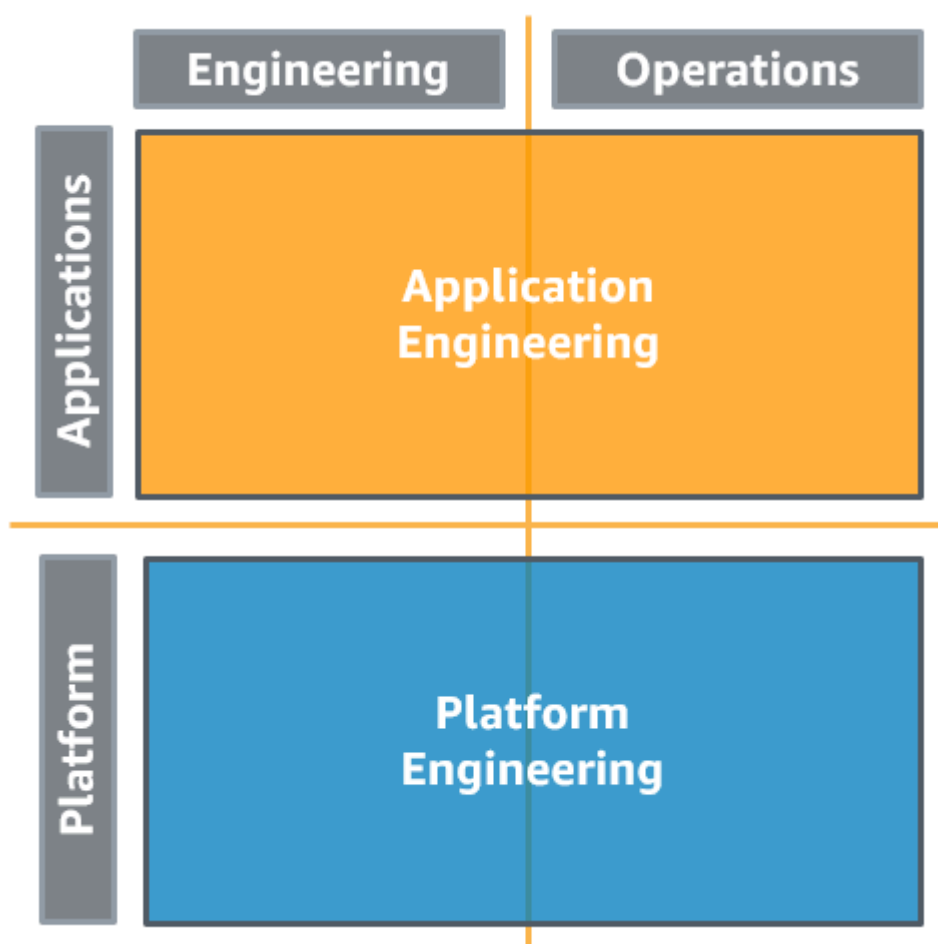 Engineering
Operations
Applications
Application
Engineering
Platform
Platform
Engineering